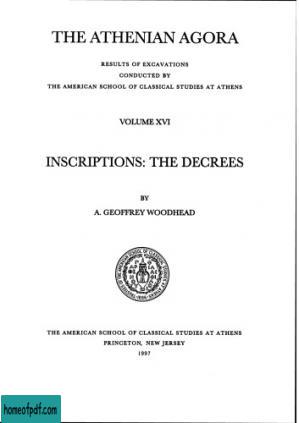 THE ATHENIAN AGORA
RESULTS OF EXCAVATIONS
CONDUCTED BY
THE AMERICAN SCHOOL OF CLASSICAL STUDIES AT ATHENS
VOLUME XVI
INSCRIPTIONS: THE DECREES
BY
A. GEOFFREY WOODHEAD
THE AMERICAN SCHOOL OF CLASSICAL STUDIES AT ATHENS
PRINCETON, NEW JERSEY
1997
homeofpdf.com